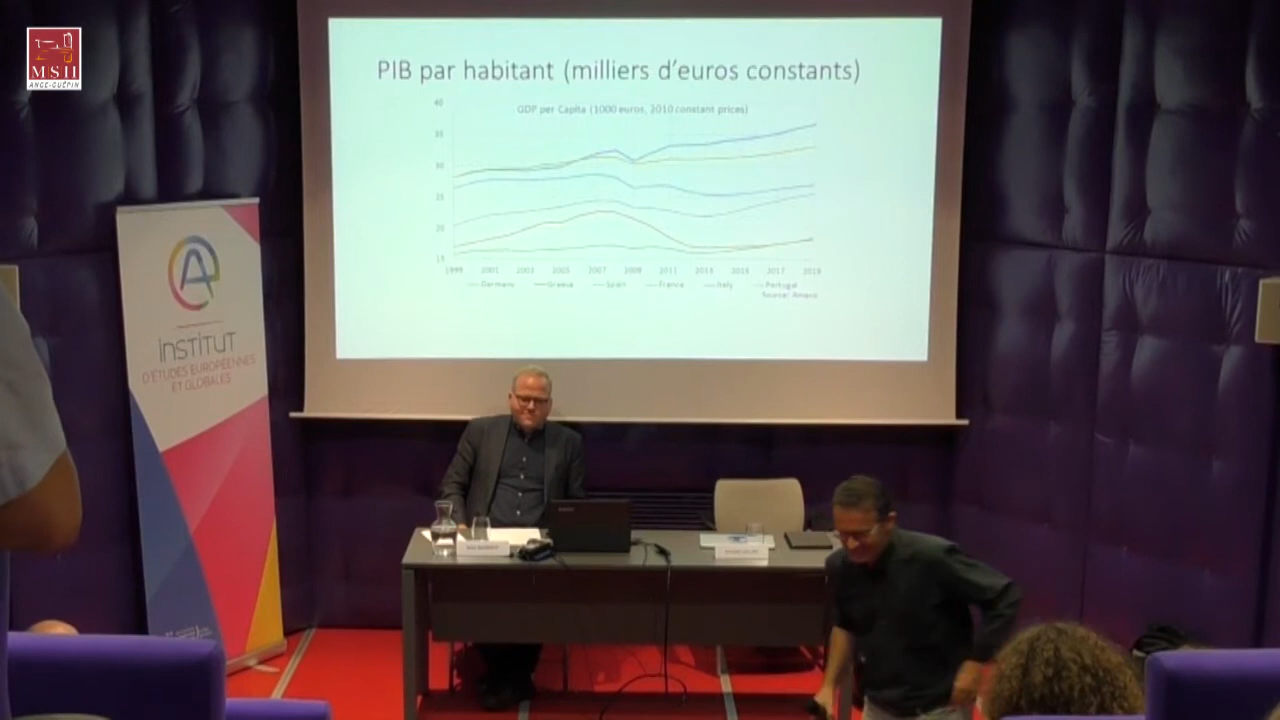 MSH
ANGE-GUÉPIN
PIB par habitant (milliers d'euros constants)
GDP per Capita (1000 euros, 2010 constant prices)
40
35
30
25
20
15
1999 2001 2003 2005 2007 2009 2011 2013 2015 2017 2019
Germany Greece Spain France Italy Portugal
Source: Ameco
INSTITUT
D'ÉTUDES EUROPÉENNES
ET GLOBALES